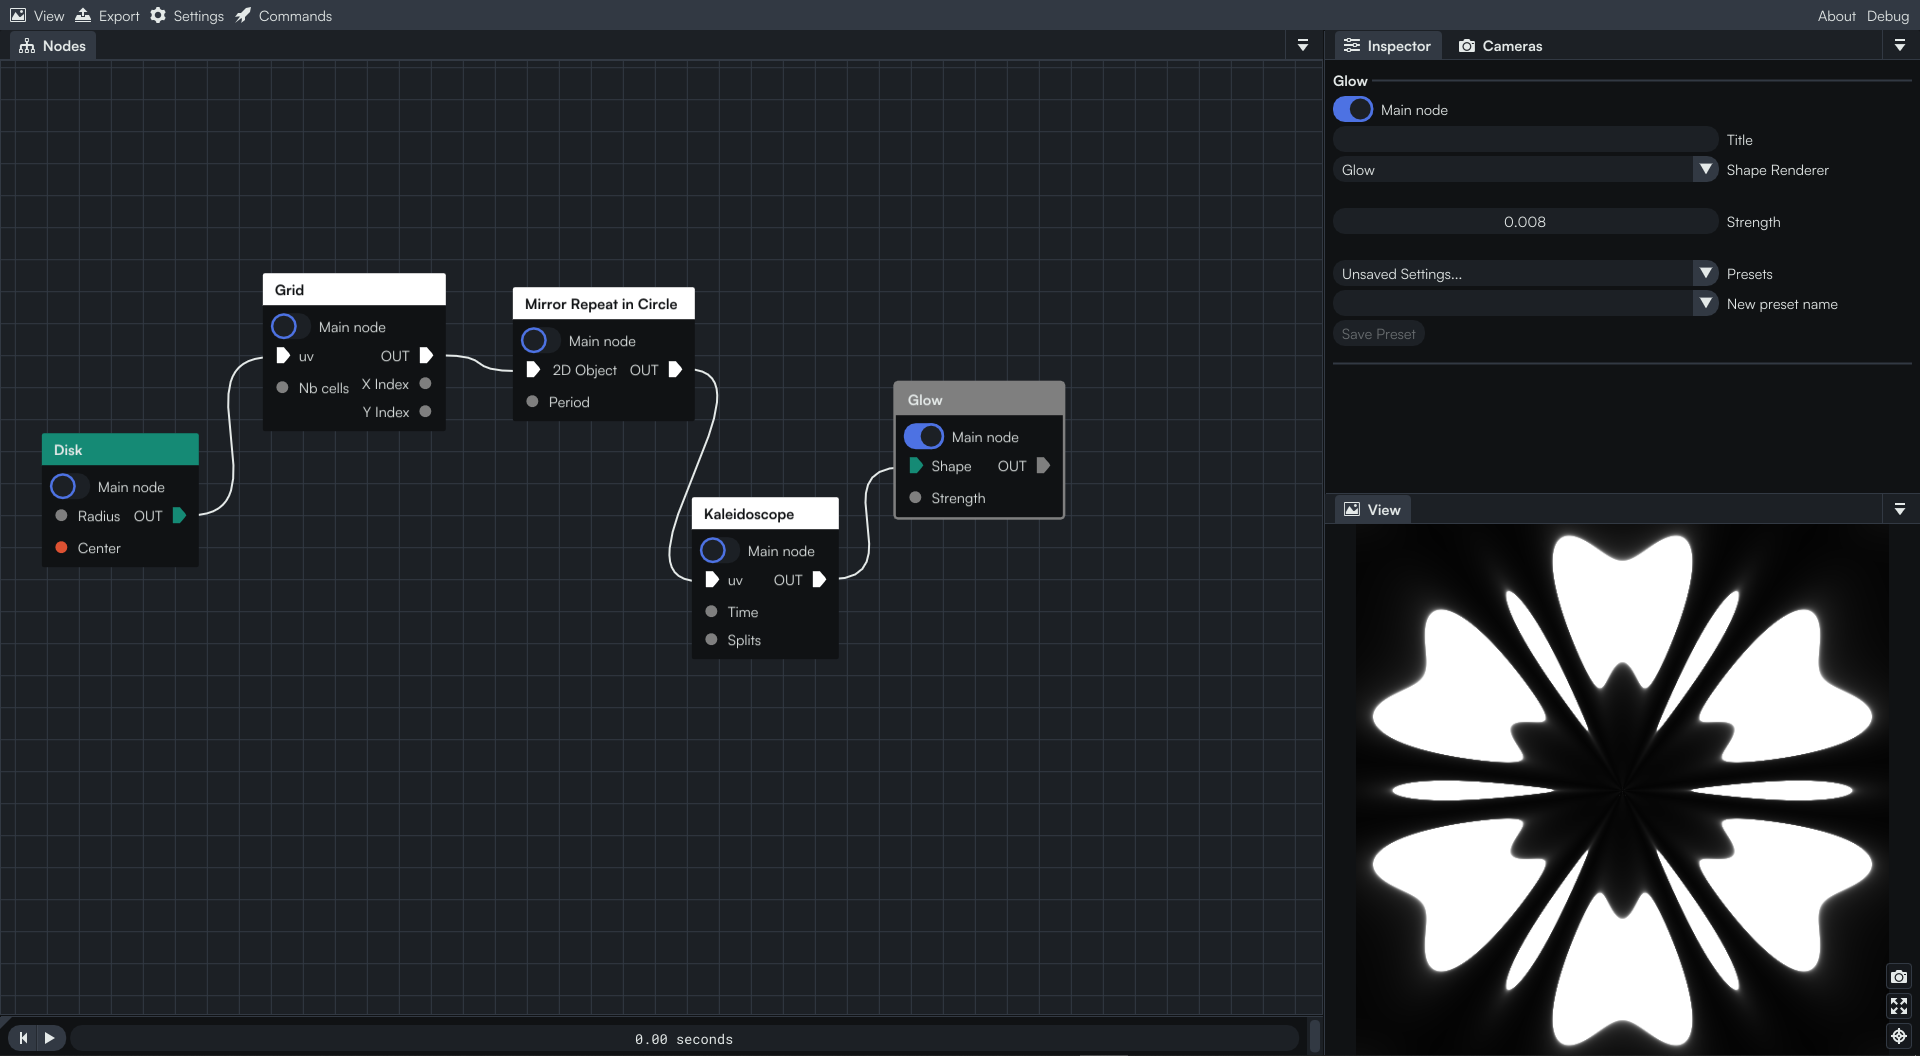 View Export Settings Commands About Debug
Nodes
Inspector Cameras
Glow
Main node
Title
Glow Shape Renderer
0.008 Strength
Unsaved Settings... Presets
New preset name
Save Preset
Grid
Main node
uv OUT
Nb cells X Index
Y Index
Mirror Repeat in Circle
Main node
2D Object OUT
Period
Glow
Main node
Shape OUT
Strength
Disk
Main node
Radius OUT
Center
Kaleidoscope
Main node
uv OUT
Time
Splits
View
0.00 seconds